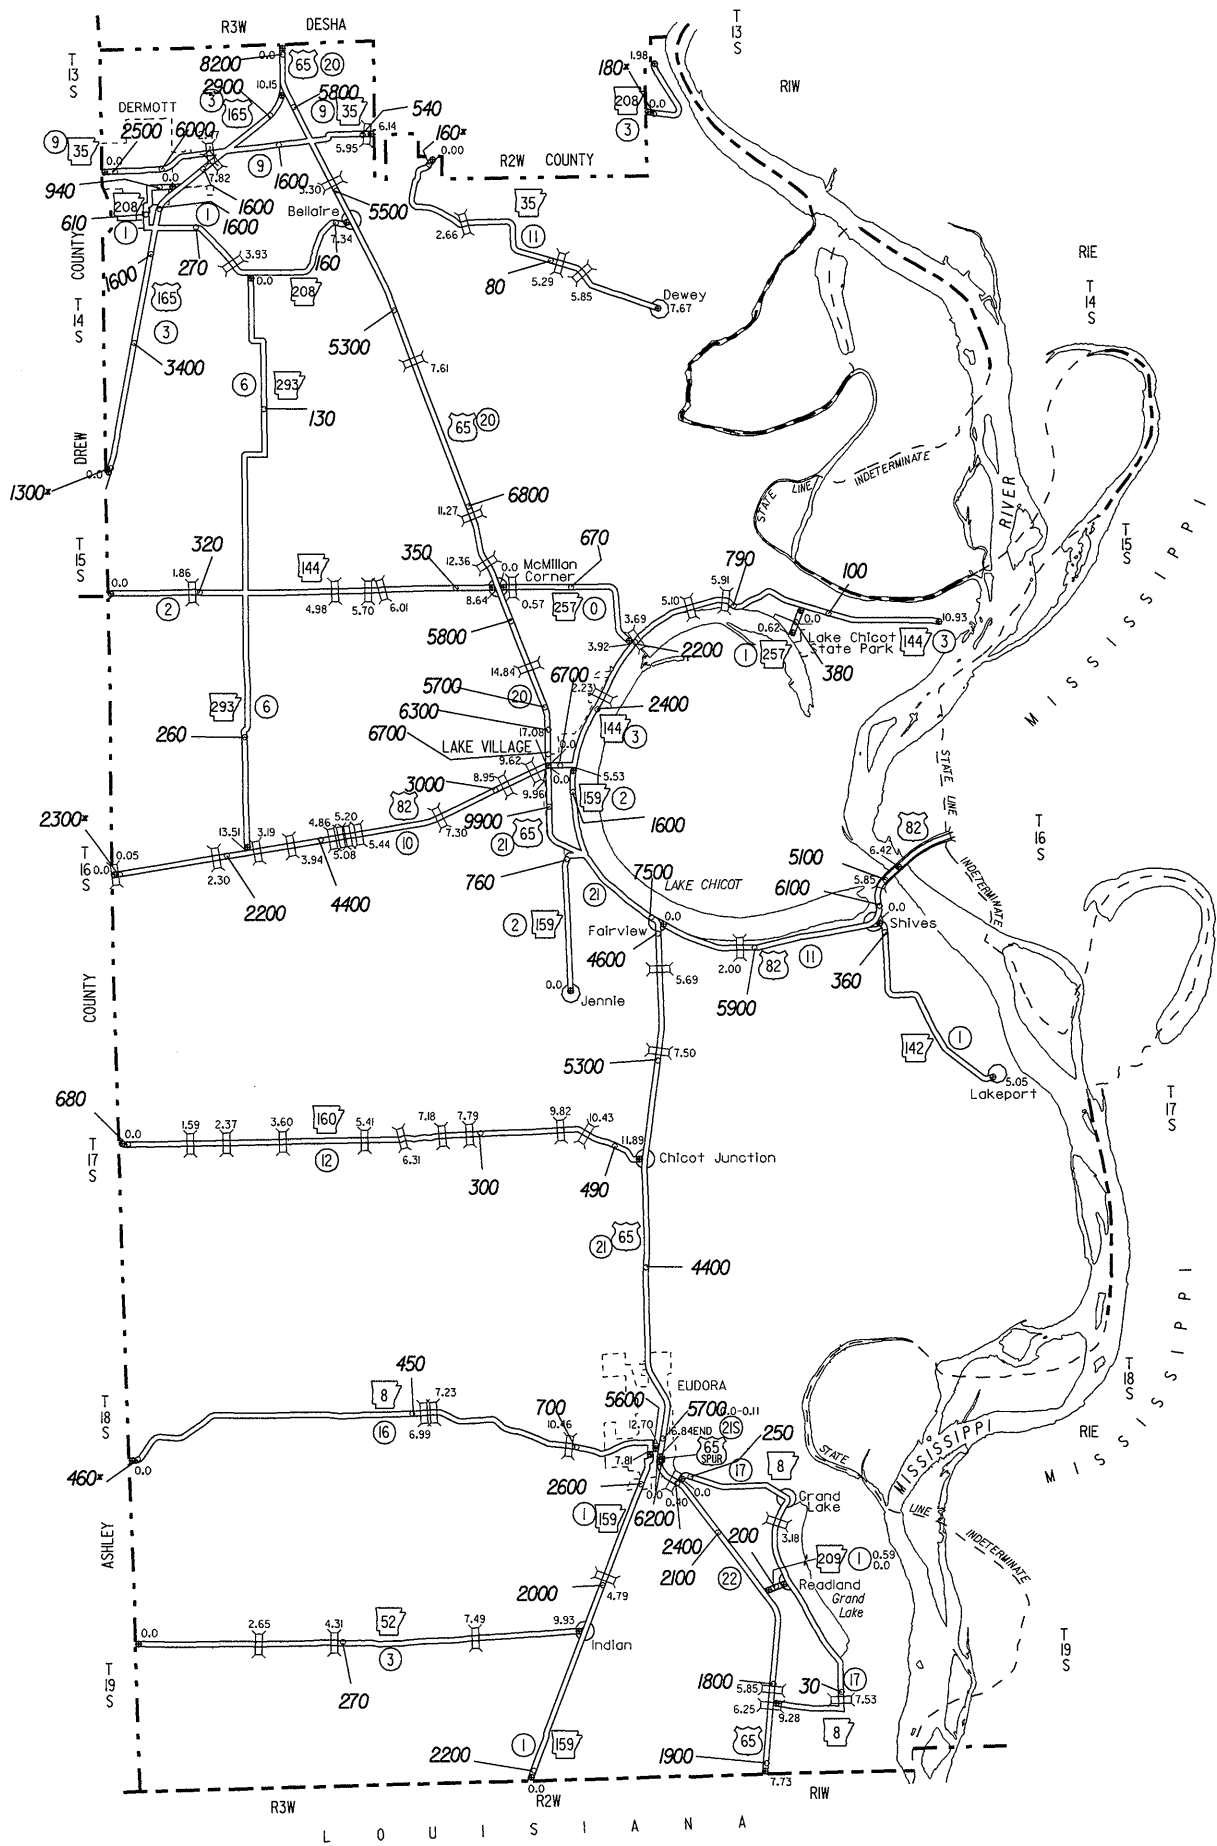 R3W DESHA
T 13 S
T 13 S
8200 0.0 65 20
1.98
180*
R1W
10.15
2900 3 165
5800
DERMOTT
9 35
540
208 0.0
3
9 35 2500 6000 2.47
6.14
5.95
160*
0.00
R2W COUNTY
0.0
940 0.0 7.82
9
1600
3.30
208 1 1600
610 1 1600
5500
Bellaire
7.34
35
11
2.66
270 3.93 160
0.0 208
80 5.29 5.85
Dewey
7.67
R1E
COUNTY
1600
165
3
T 14 S
T 14 S
5300
7.61
3400
6 293
130
65 20
DREW
0.0
1300*
STATE LINE INDETERMINATE
RIVER
6800
11.27
T 15 S
T 15 S
MISSISSIPPI
320
1.86
144
350
12.36
McMillan
Corner
0.0
670
790
5.91
100
0.0
2
4.98 5.70 6.01
8.64 0.57
257 0
5.10
3.69
3.92
2200
0.0
0.62
Lake Chicot
State Park
10.93
144 3
1 257
380
5800
14.84
6700
2.23
2400
144 3
293 6
5700 20
6300 17.08
6700 LAKE VILLAGE 0.0
260
9.62
0.0
5.53
3000 8.95
9.96
159 2
STATE LINE
82
10
7.30
9900
65
21
1600
2300*
13.51 3.19 4.86 5.20
5.08 5.44
3.94
T 16 S
T 16 S
82
0.05
0.0
2.30
2200 4400
760
7500
LAKE CHICOT
5100 6.42
5.85
6100
INDETERMINATE
21
2 159
Fairview 0.0
0.0
Shives
4600
2.00 82 11
360
5900
5.69
0.0
Jennie
COUNTY
5300 7.50
142 1
5.05
Lakeport
680
0.0 1.59 2.37 3.60 160 5.41 7.18 7.79 9.82 10.43
11.89
T 17 S
T 17 S
12 6.31
300 490
Chicot Junction
21 65
4400
MISSISSIPPI
T 18 S
T 18 S
R1E
450
8
7.23
16 6.99
700
10.46
EUDORA
5600
5700 0.0-0.11
12.70 16.84END 21S
65
SPUR
250
17 8
7.81
460*
0.0
2600
0.0 0.40 0.0
Grand
Lake
STATE LINE
MISSISSIPPI
INDETERMINATE
1 159
6200
2400
2100
200
3.18
209 1 0.59
0.0
ASHLEY
2000
4.79
22
Readland
Grand
Lake
52
0.0 2.65 4.31 7.49 9.93
Indian
3
270
T 19 S
T 19 S
1800
5.85
30 17
7.53
6.25 9.28
65
8
1 159
2200
0.0
1900
7.73
R3W R2W R1W
LOUISIANA